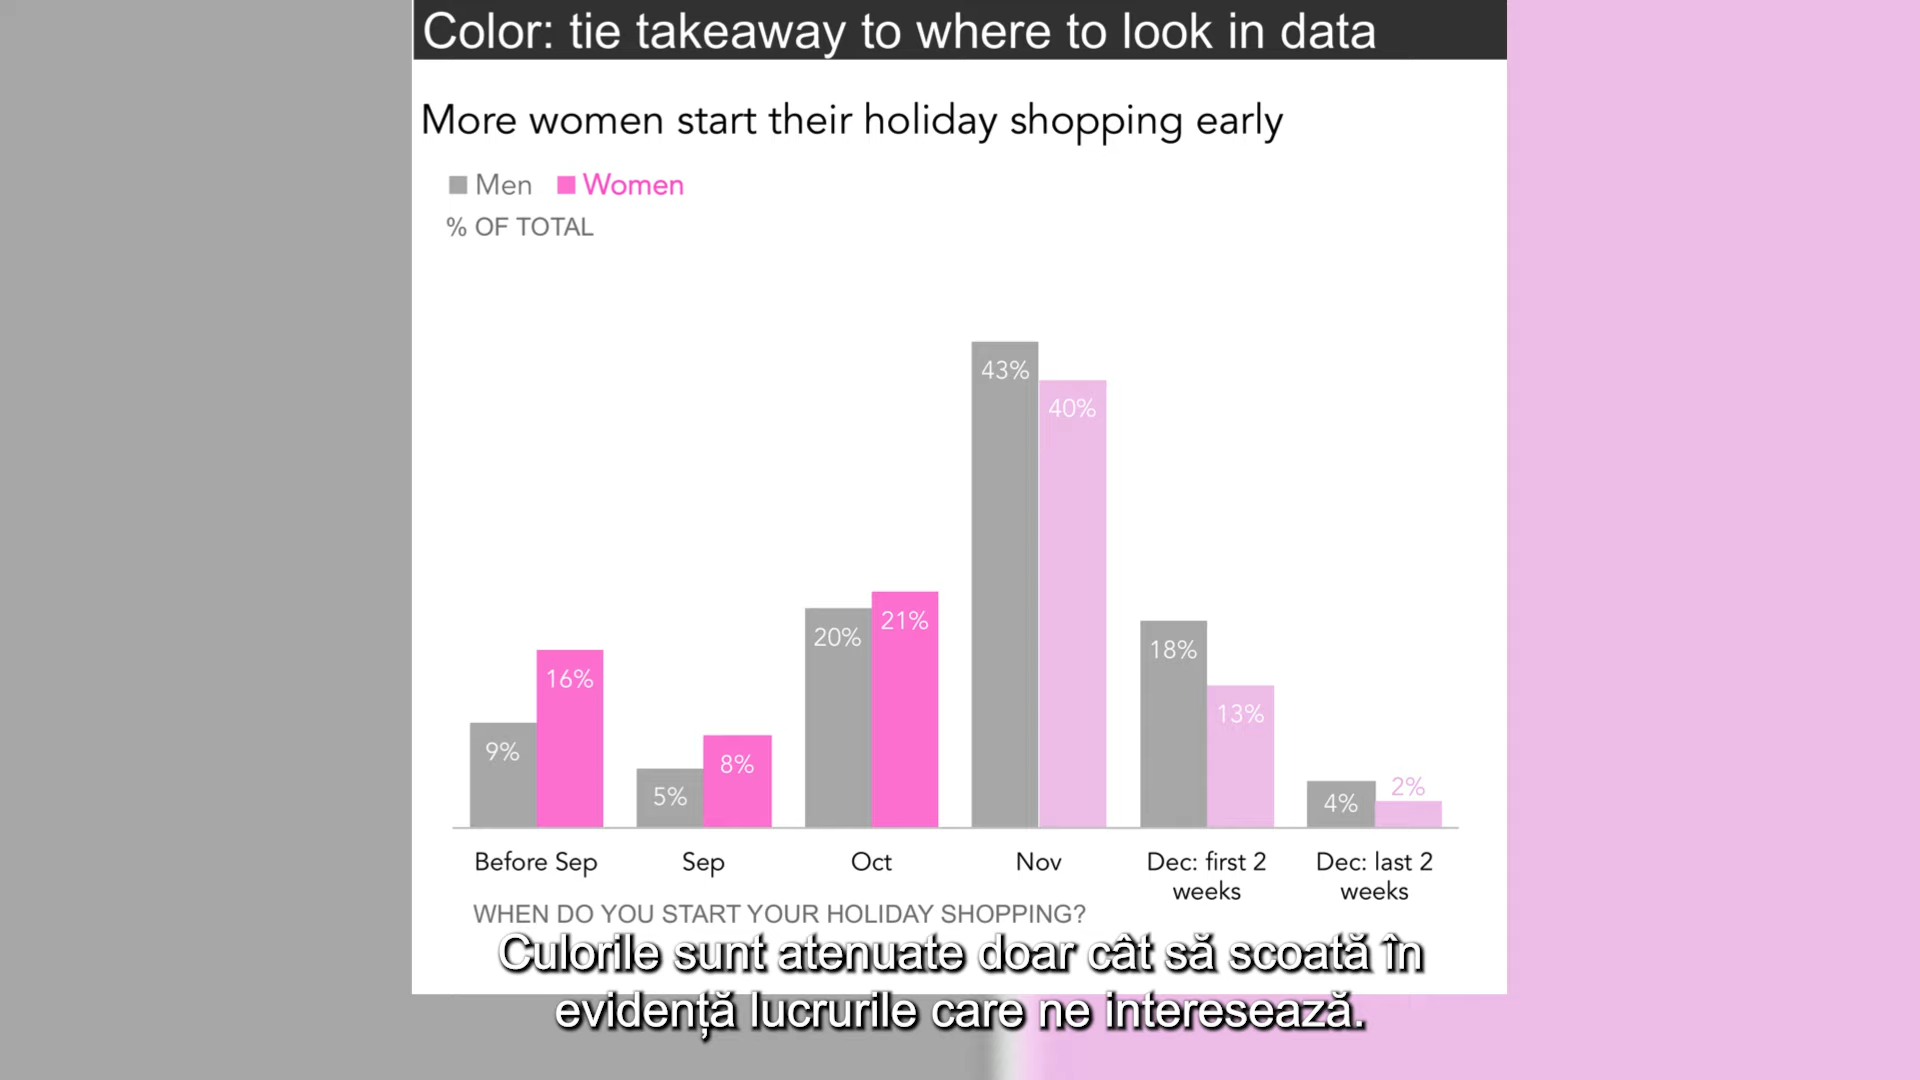 Color: tie takeaway to where to look in data
More women start their holiday shopping early
Men Women
% OF TOTAL
43%
40%
21%
20%
18%
16%
13%
9%
8%
5%
4%
2%
Before Sep Sep Oct Nov Dec: first 2 weeks Dec: last 2 weeks
WHEN DO YOU START YOUR HOLIDAY SHOPPING?
Culorile sunt atenuate doar cât să scoată în
evidență lucrurile care ne interesează.